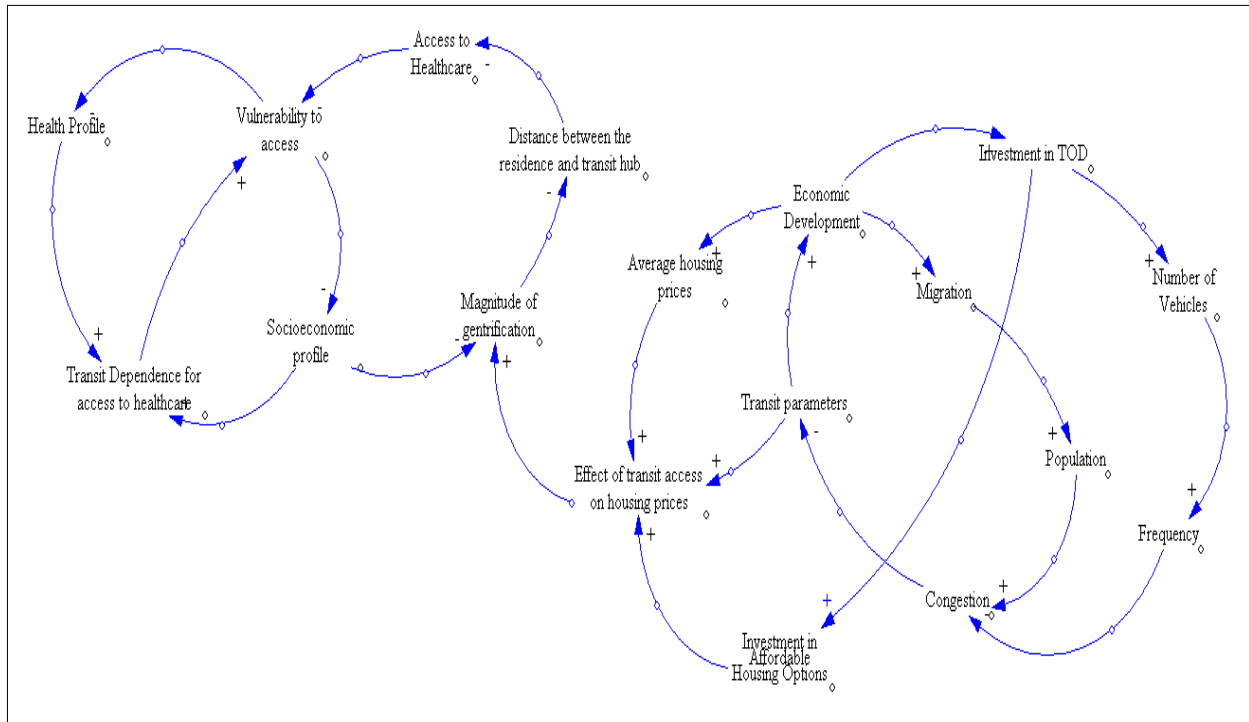 Access to
Healthcare
-
Health Profile
-
Vulnerability to
access
-
Distance between the
residence and transit hub
-
Investment in TOD
Economic
Development
+
Average housing
prices
+
Migration
+
Number of
Vehicles
+
Magnitude of
gentrification
-
+
Socioeconomic
profile
-
+
+
Transit Dependence for
access to healthcare
+
Transit parameters
-
Population
+
Effect of transit access
on housing prices
+
+
+
Frequency
+
Congestion
+
-
Investment in
Affordable
Housing Options
+